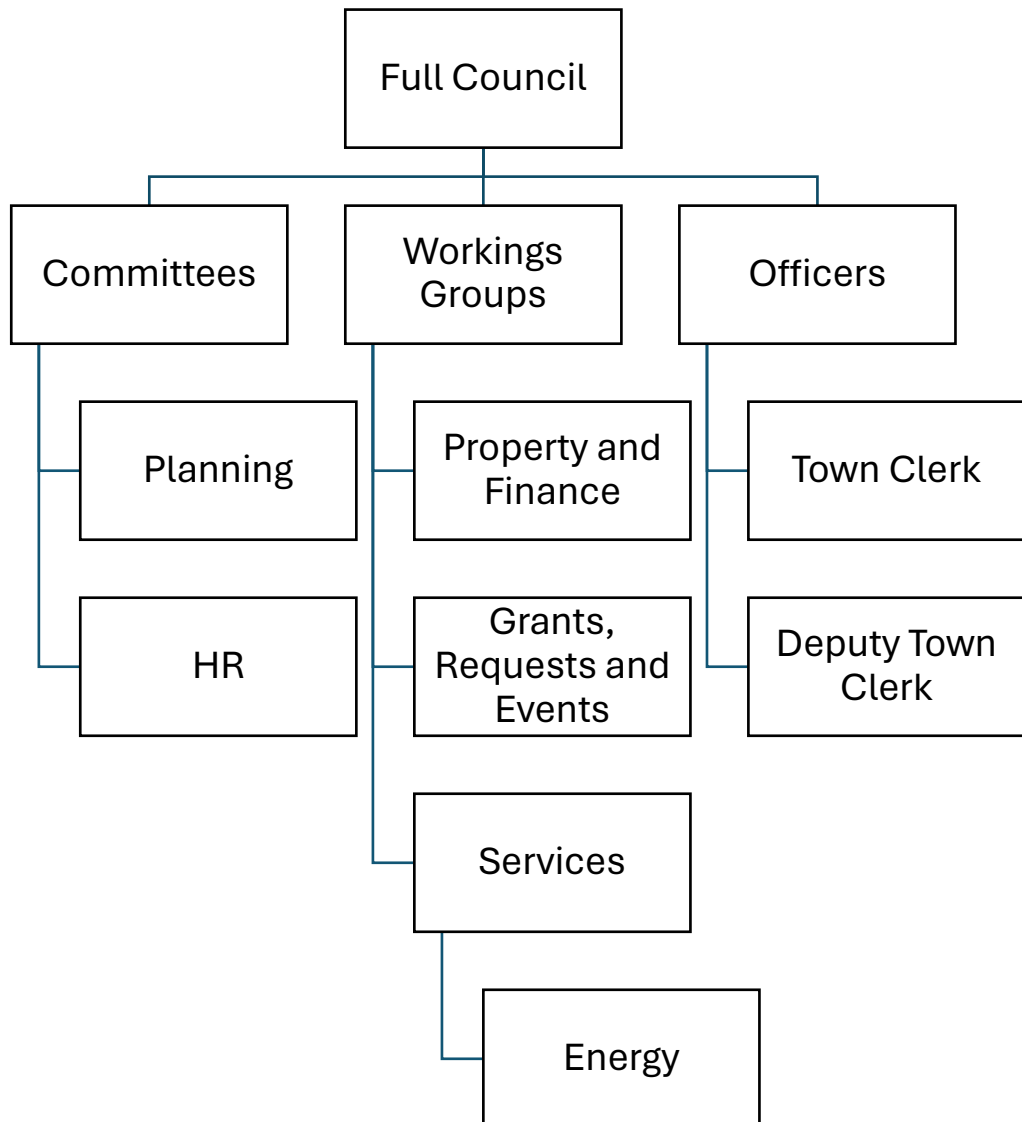 Full Council
Committees
Workings
Groups
Officers
Planning
Property and
Finance
Town Clerk
HR
Grants,
Requests and
Events
Deputy Town
Clerk
Services
Energy